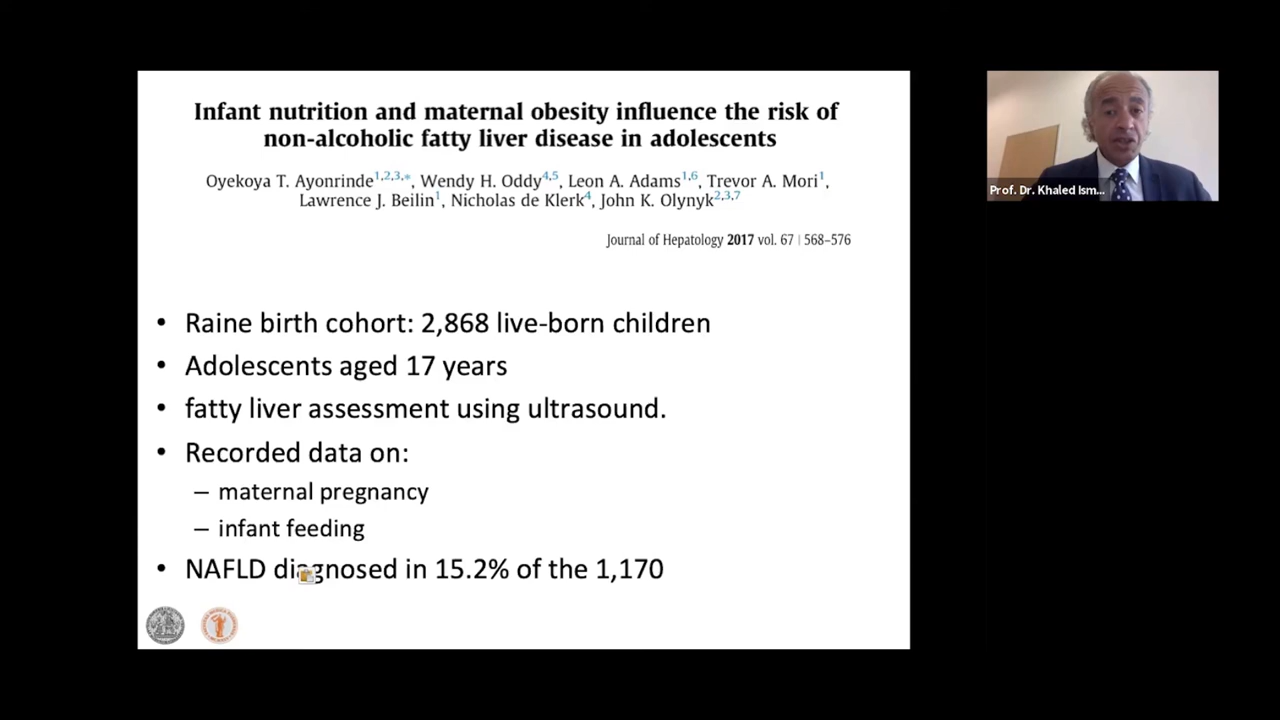 Infant nutrition and maternal obesity influence the risk of
non-alcoholic fatty liver disease in adolescents
Oyekoya T. Ayonrinde1,2,3,*, Wendy H. Oddy4,5, Leon A. Adams1,6, Trevor A. Mori1,
Lawrence J. Beilin1, Nicholas de Klerk4, John K. Olynyk2,3,7
Journal of Hepatology 2017 vol. 67 | 568–576
• Raine birth cohort: 2,868 live-born children
• Adolescents aged 17 years
• fatty liver assessment using ultrasound.
• Recorded data on:
– maternal pregnancy
– infant feeding
• NAFLD diagnosed in 15.2% of the 1,170
Prof. Dr. Khaled Ism...